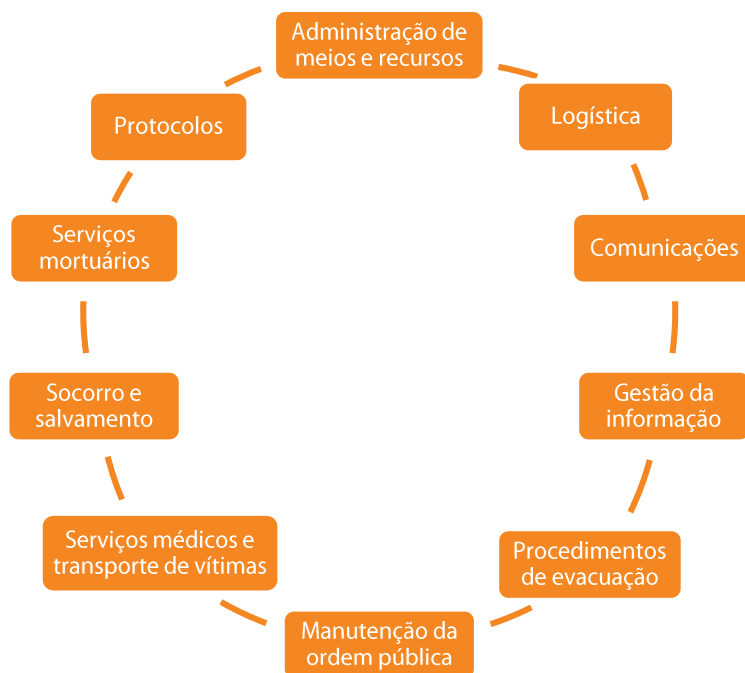 Administração de
meios e recursos
Logística
Comunicações
Gestão da
informação
Procedimentos
de evacuação
Manutenção da
ordem pública
Serviços médicos e
transporte de vítimas
Socorro e
salvamento
Serviços
mortuários
Protocolos